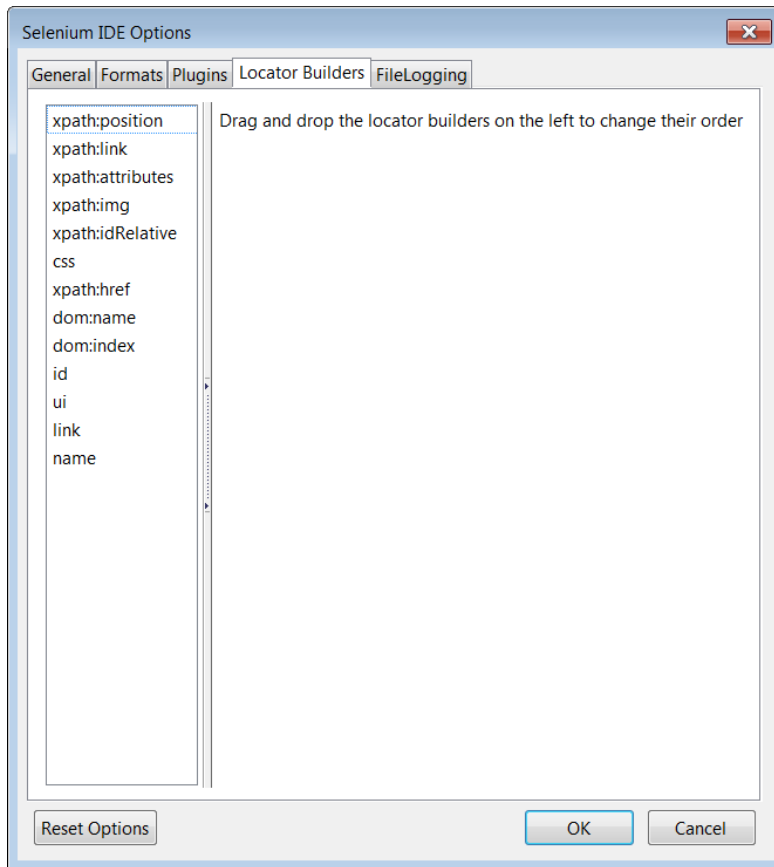 Selenium IDE Options
General Formats Plugins Locator Builders FileLogging
xpath:position
Drag and drop the locator builders on the left to change their order
xpath:link
xpath:attributes
xpath:img
xpath:idRelative
css
xpath:href
dom:name
dom:index
id
ui
link
name
Reset Options OK Cancel